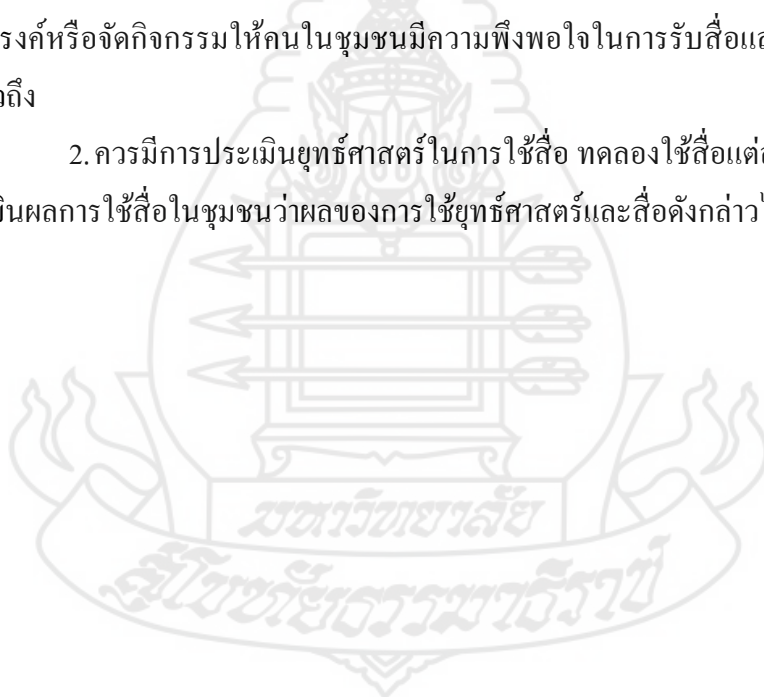 รงค์หรือจัดกิจกรรมให้คนในชุมชนมีความพึงพอใจในการรับสื่อ
ถึง
2. ควรมีการประเมินยุทธ์ศาสตร์ในการใช้สื่อ ทดลองใช้สื่อ
ผลการใช้สื่อในชุมชนว่าผลของการใช้ยุทธ์ศาสตร์และสื่อดังกล่าว
มหาวิทยาลัย
สุโขทัยธรรมาธิราช